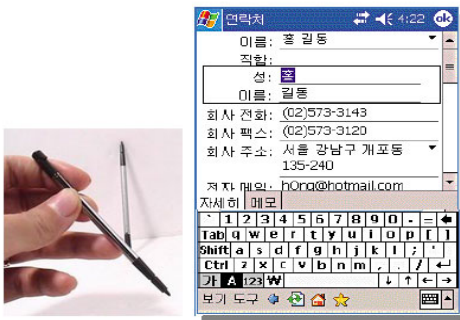 연락처 4:22 ok
이름: 홍 길동
직함:
성: 홍
이름: 길동
회사 전화: (02)573-3143
회사 팩스: (02)573-3120
회사 주소: 서울 강남구 개포동
135-240
전자 메일: h0ng@hotmail.com
자세히 메모
` 1 2 3 4 5 6 7 8 9 0 - =
Tab q w e r t y u i o p [ ]
Shift a s d f g h j k l ; '
Ctrl z x c v b n m , . /
가 A 123 ₩
보기 도구